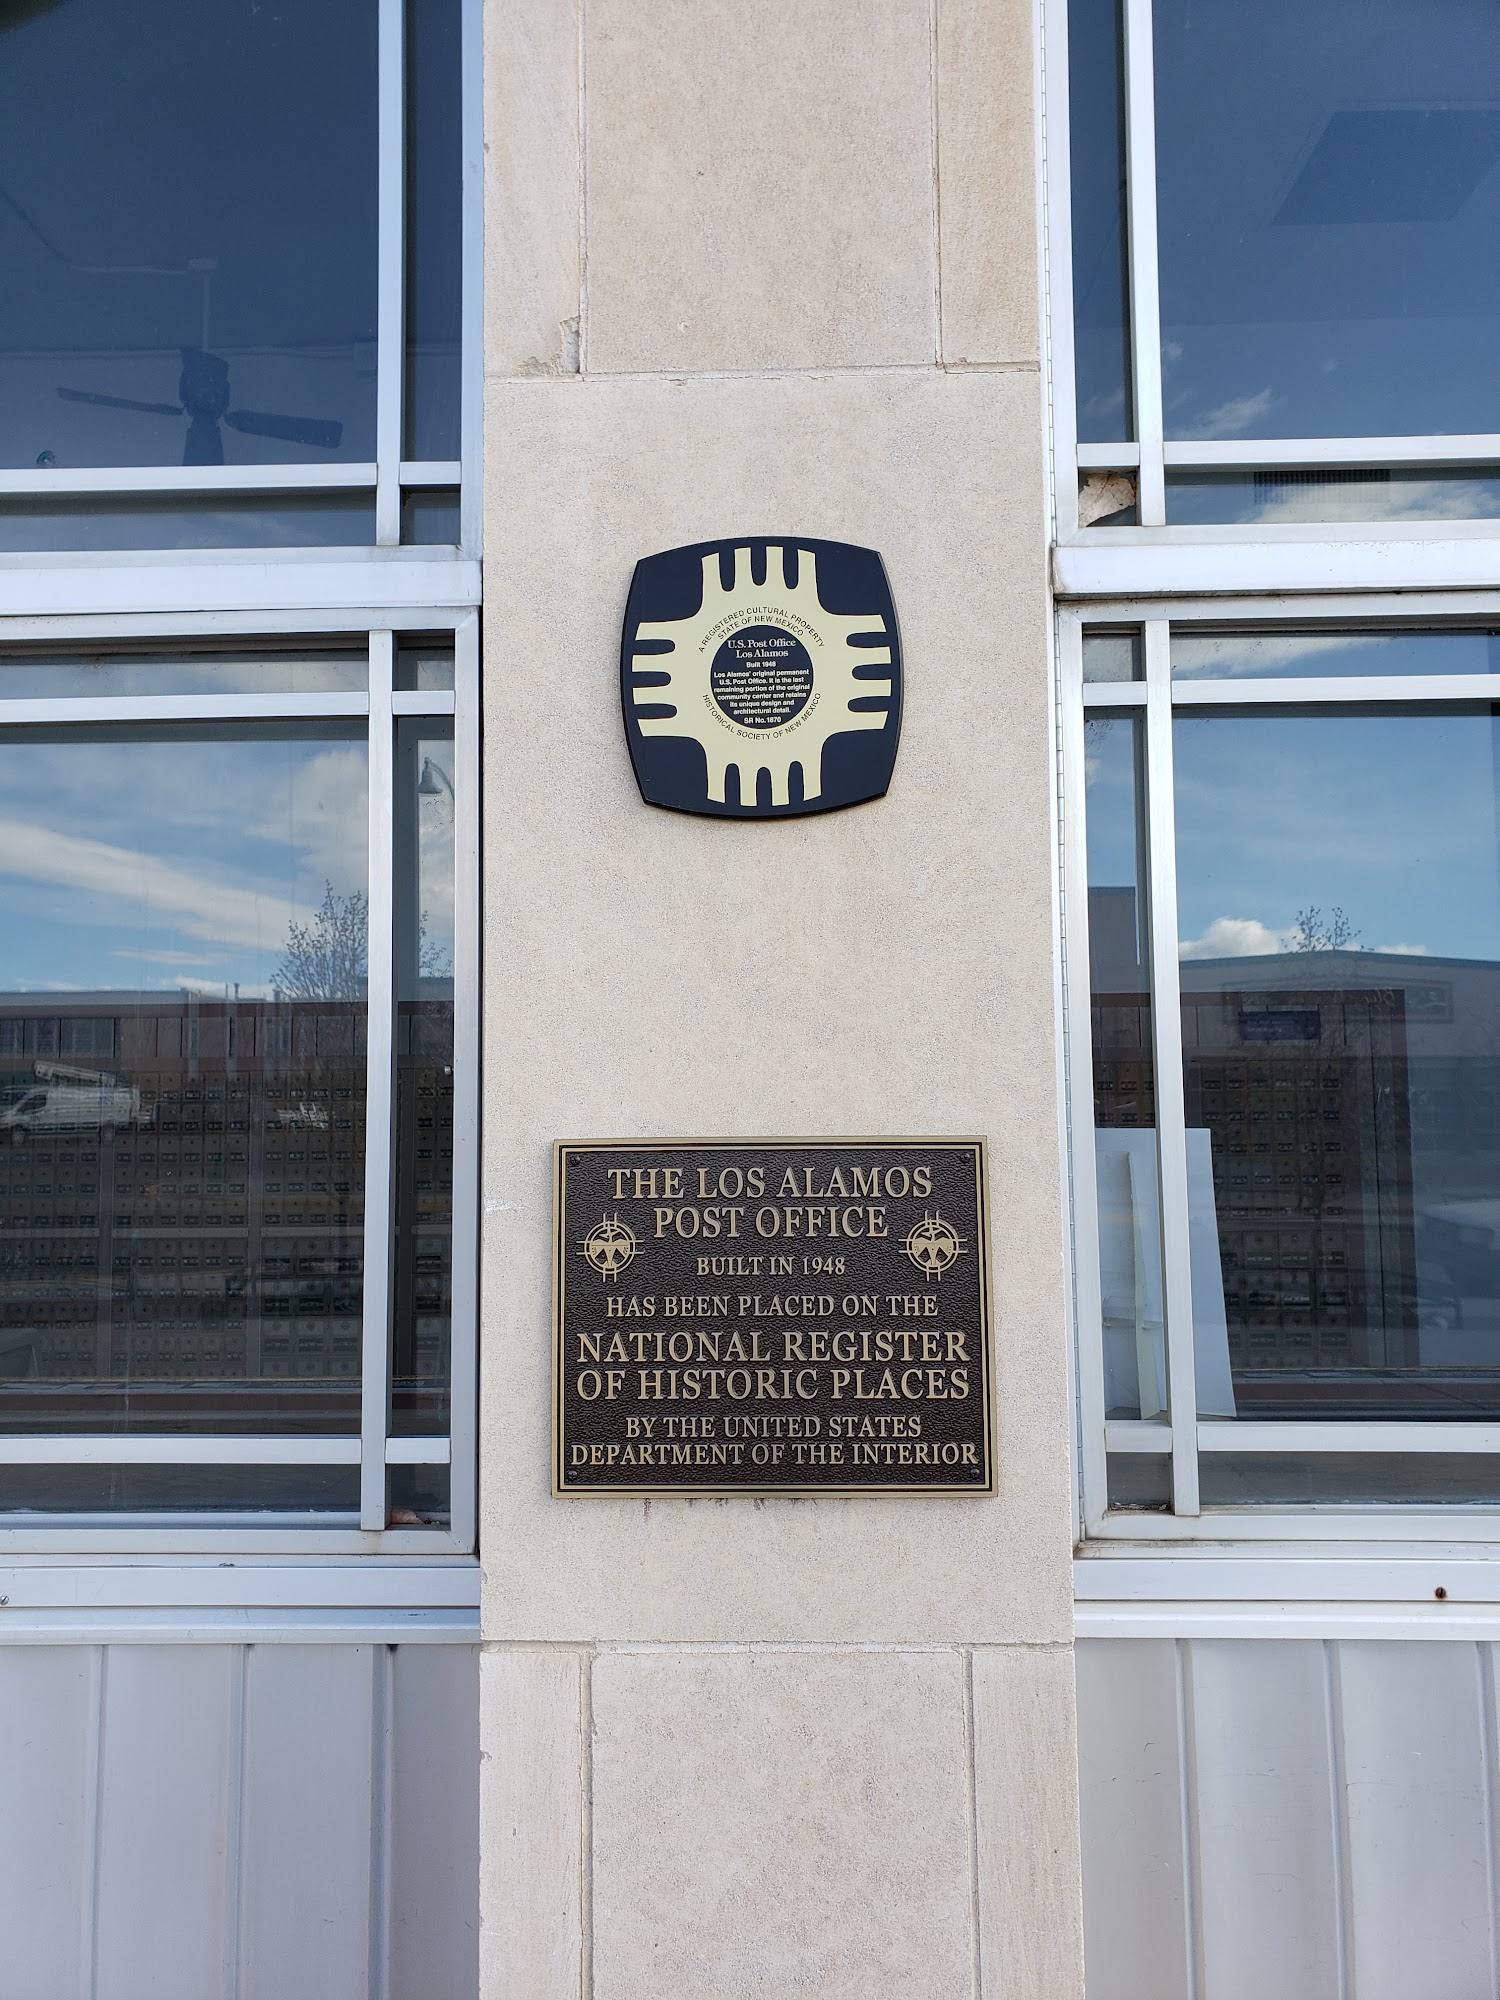 A REGISTERED CULTURAL PROPERTY
STATE OF NEW MEXICO
U.S. Post Office
Los Alamos
Built 1948
Los Alamos' original permanent
U.S. Post Office. It is the last
remaining portion of the original
community center and retains
its unique design and
architectural detail.
SR No. 1870
HISTORICAL SOCIETY OF NEW MEXICO
THE LOS ALAMOS
POST OFFICE
BUILT IN 1948
HAS BEEN PLACED ON THE
NATIONAL REGISTER
OF HISTORIC PLACES
BY THE UNITED STATES
DEPARTMENT OF THE INTERIOR